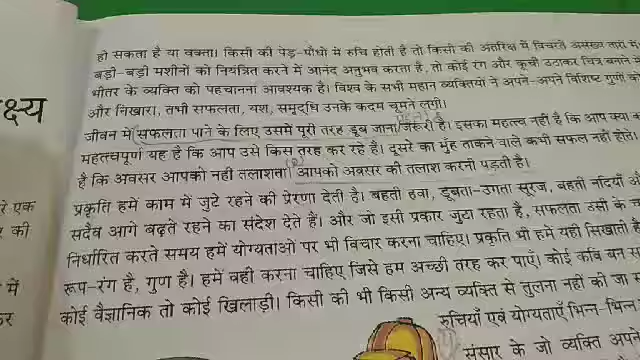 हो सकता है या वक्ता। किसी की पेड़-पौधों में रुचि होती है तो किसी की अंतरिक्ष में विचरते असंख्य तारों में
बड़ी-बड़ी मशीनों को नियंत्रित करने में आनंद अनुभव करता है, तो कोई रंग और कूची उठाकर चित्र बनाने में
भीतर के व्यक्ति को पहचानना आवश्यक है। विश्व के सभी महान व्यक्तियों ने अपने-अपने विशिष्ट गुणों को
और निखारा, तभी सफलता, यश, समृद्धि उनके कदम चूमने लगी।
क्ष्य
जीवन में सफलता पाने के लिए उसमें पूरी तरह डूब जाना जरूरी है। इसका महत्त्व नहीं है कि आप क्या
महत्त्वपूर्ण यह है कि आप उसे किस तरह कर रहे हैं। दूसरे का मुँह ताकने वाले कभी सफल नहीं होते।
है कि अवसर आपको नहीं तलाशता। आपको अवसर की तलाश करनी पड़ती है।
प्रकृति हमें काम में जुटे रहने की प्रेरणा देती है। बहती हवा, डूबता-उगता सूरज, बहती नदियाँ
सदैव आगे बढ़ते रहने का संदेश देते हैं। और जो इसी प्रकार जुटा रहता है, सफलता उसी के
निर्धारित करते समय हमें योग्यताओं पर भी विचार करना चाहिए। प्रकृति भी हमें यही सिखाती है
रूप-रंग है, गुण है। हमें वही करना चाहिए जिसे हम अच्छी तरह कर पाएँ। कोई कवि बन
कोई वैज्ञानिक तो कोई खिलाड़ी। किसी की भी किसी अन्य व्यक्ति से तुलना नहीं की जा
रुचियाँ एवं योग्यताएँ भिन्न-भिन्न
संसार के जो व्यक्ति अपने
एक
की
में